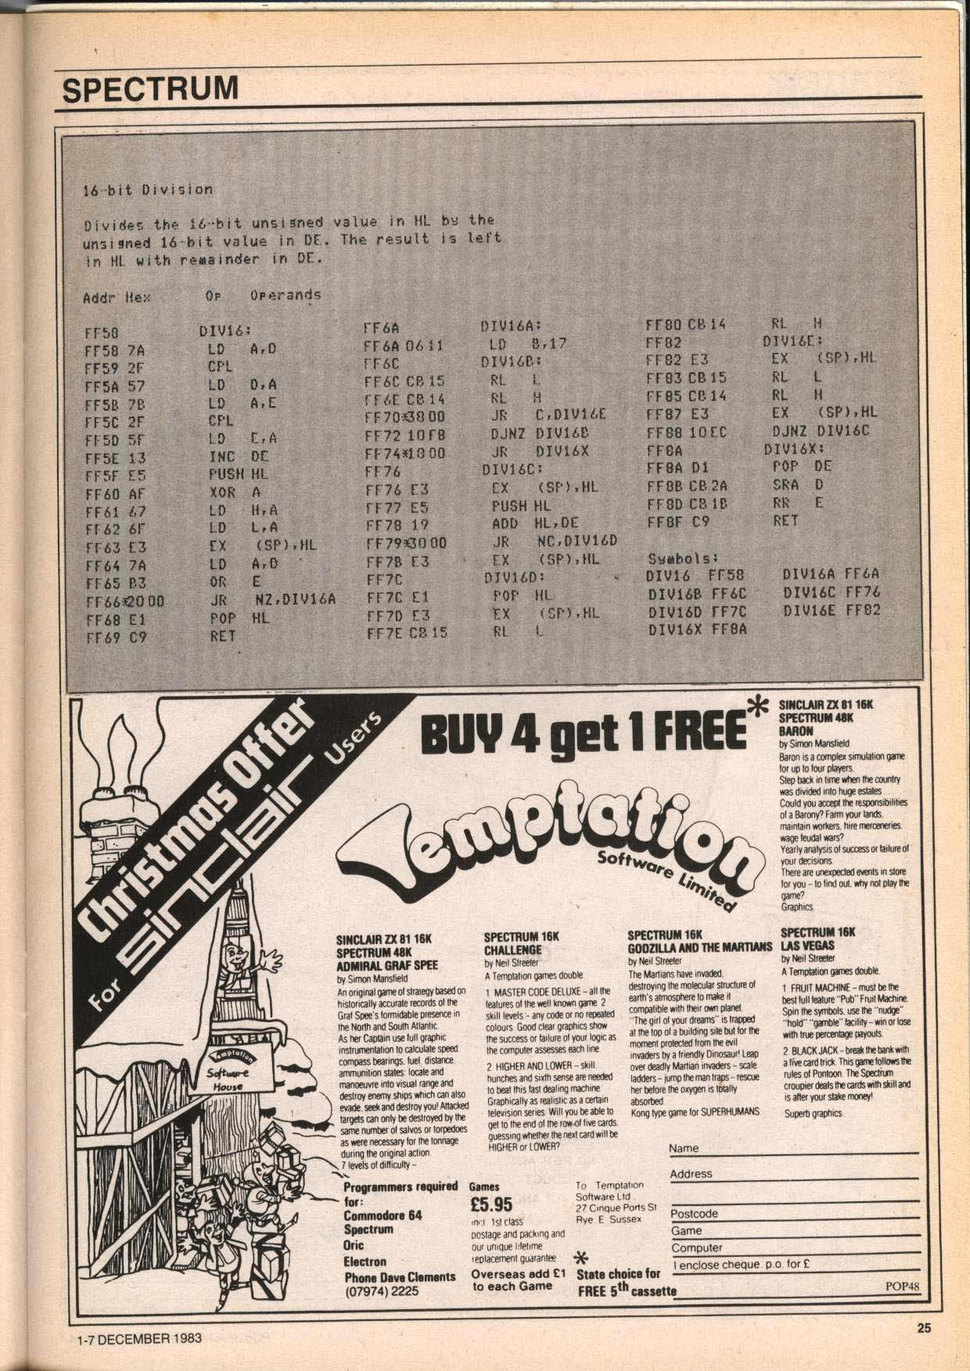 SPECTRUM
16-bit Division
Divides the 16-bit unsigned value in HL by the
unsigned 16-bit value in DE. The result is left
in HL with remainder in DE.
Addr Hex Op Operands
FF58 DIV16:
FF58 7A LD A,D
FF59 2F CPL
FF5A 57 LD D,A
FF5B 7B LD A,E
FF5C 2F CPL
FF5D 5F LD E,A
FF5E 13 INC DE
FF5F E5 PUSH HL
FF60 AF XOR A
FF61 67 LD H,A
FF62 6F LD L,A
FF63 E3 EX (SP),HL
FF64 7A LD A,D
FF65 B3 OR E
FF66*2000 JR NZ,DIV16A
FF68 E1 POP HL
FF69 C9 RET
FF6A DIV16A:
FF6A 06 11 LD B,17
FF6C DIV16B:
FF6C CB 15 RL L
FF6E CB 14 RL H
FF70*3800 JR C,DIV16E
FF72 10F8 DJNZ DIV16B
FF74*1800 JR DIV16X
FF76 DIV16C:
FF76 E3 EX (SP),HL
FF77 E5 PUSH HL
FF78 19 ADD HL,DE
FF79*3000 JR NC,DIV16D
FF7B E3 EX (SP),HL
FF7C DIV16D:
FF7C E1 POP HL
FF7D E3 EX (SP),HL
FF7E CB 15 RL L
FF80 CB 14 RL H
FF82 DIV16E:
FF82 E3 EX (SP),HL
FF83 CB 15 RL L
FF85 CB 14 RL H
FF87 E3 EX (SP),HL
FF88 10EC DJNZ DIV16C
FF8A DIV16X:
FF8A D1 POP DE
FF8B CB 2A SRA D
FF8D CB 1B RR E
FF8F C9 RET
Symbols:
DIV16 FF58 DIV16A FF6A
DIV16B FF6C DIV16C FF76
DIV16D FF7C DIV16E FF82
DIV16X FF8A
Christmas Offer
For sinclair Users
BUY 4 get 1 FREE*
Temptation
Software Limited
Temptation
Software
House
SINCLAIR ZX 81 16K
SPECTRUM 48K
BARON
by Simon Mansfield
Baron is a complex simulation game
for up to four players.
Step back in time when the country
was divided into huge estates
Could you accept the responsibilities
of a Barony? Farm your lands,
maintain workers, hire merceneries,
wage feudal wars?
Yearly analysis of success or failure of
your decisions.
There are unexpected events in store
for you – to find out, why not play the
game?
Graphics.
SINCLAIR ZX 81 16K
SPECTRUM 48K
ADMIRAL GRAF SPEE
by Simon Mansfield
An original game of strategy based on
historically accurate records of the
Graf Spee's formidable presence in
the North and South Atlantic.
As her Captain use full graphic
instrumentation to calculate speed,
compass bearings, fuel, distance,
ammunition states: locate and
manoeuvre into visual range and
destroy enemy ships which can also
evade, seek and destroy you! Attacked
targets can only be destroyed by the
same number of salvos or torpedoes
as were necessary for the tonnage
during the original action.
7 levels of difficulty –
SPECTRUM 16K
CHALLENGE
by Neil Streeter
A Temptation games double
1 MASTER CODE DELUXE – all the
features of the well known game 2
skill levels – any code or no repeated
colours. Good clear graphics show
the success or failure of your logic as
the computer assesses each line
2 HIGHER AND LOWER – skill,
hunches and sixth sense are needed
to beat this fast dealing machine
Graphically as realistic as a certain
television series. Will you be able to
get to the end of the row of five cards,
guessing whether the next card will be
HIGHER or LOWER?
SPECTRUM 16K
GODZILLA AND THE MARTIANS
by Neil Streeter
The Martians have invaded,
destroying the molecular structure of
earth's atmosphere to make it
compatible with their own planet
"The girl of your dreams" is trapped
at the top of a building site but for the
moment protected from the evil
invaders by a friendly Dinosaur! Leap
over deadly Martian invaders – scale
ladders – jump the man traps – rescue
her before the oxygen is totally
absorbed.
Kong type game for SUPERHUMANS
SPECTRUM 16K
LAS VEGAS
by Neil Streeter
A Temptation games double.
1 FRUIT MACHINE – must be the
best full feature "Pub" Fruit Machine.
Spin the symbols, use the "nudge"
"hold" "gamble" facility – win or lose
with true percentage payouts
2 BLACK JACK – break the bank with
a five card trick. This game follows the
rules of Pontoon. The Spectrum
croupier deals the cards with skill and
is after your stake money!
Superb graphics.
Programmers required
for:
Commodore 64
Spectrum
Oric
Electron
Phone Dave Clements
(07974) 2225
Games
£5.95
incl 1st class
postage and packing and
our unique lifetime
replacement guarantee
Overseas add £1
to each Game
To Temptation
Software Ltd.
27 Cinque Ports St
Rye E Sussex
*
State choice for
FREE 5th cassette
Name
Address
Postcode
Game
Computer
I enclose cheque p.o. for £
POP48
1-7 DECEMBER 1983
25